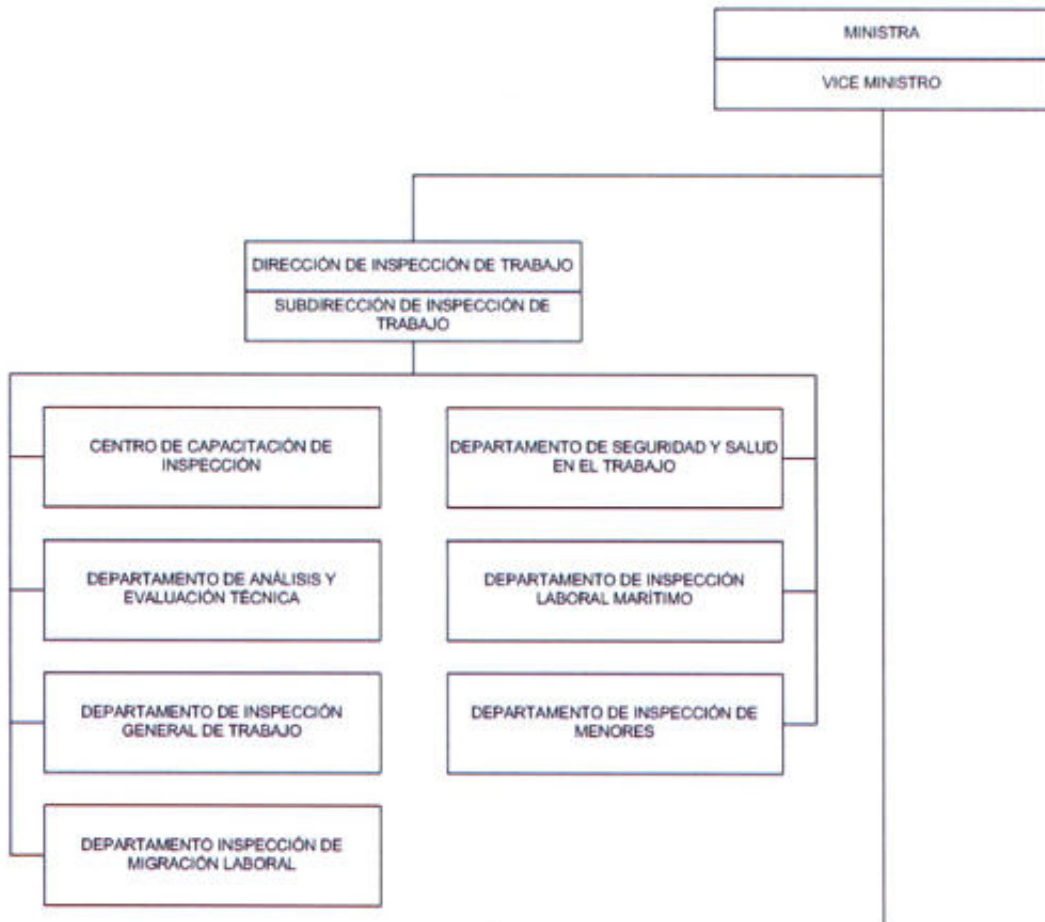 MINISTRA
VICE MINISTRO
DIRECCIÓN DE INSPECCIÓN DE TRABAJO
SUBDIRECCIÓN DE INSPECCIÓN DE
TRABAJO
CENTRO DE CAPACITACIÓN DE
INSPECCIÓN
DEPARTAMENTO DE SEGURIDAD Y SALUD
EN EL TRABAJO
DEPARTAMENTO DE ANÁLISIS Y
EVALUACIÓN TÉCNICA
DEPARTAMENTO DE INSPECCIÓN
LABORAL MARÍTIMO
DEPARTAMENTO DE INSPECCIÓN
GENERAL DE TRABAJO
DEPARTAMENTO DE INSPECCIÓN DE
MENORES
DEPARTAMENTO INSPECCIÓN DE
MIGRACIÓN LABORAL